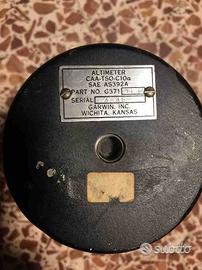 ALTIMETER
CAA-TSO-C10a
SAE AS392A
PART NO. G371
SERIAL
GARWIN, INC.
WICHITA, KANSAS
subito